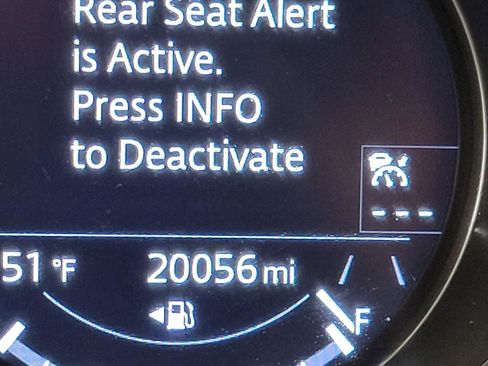 Rear Seat Alert
is Active.
Press INFO
to Deactivate
---
51 °F 20056 mi
F